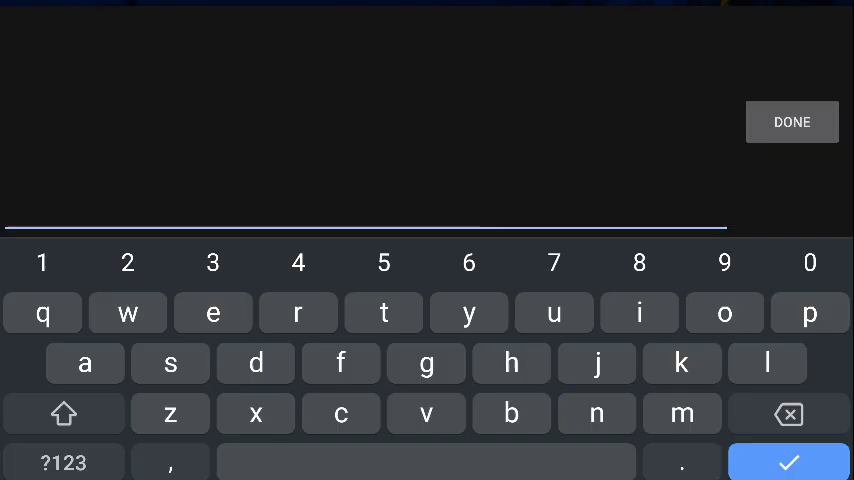 DONE
1 2 3 4 5 6 7 8 9 0
q w e r t y u i o p
a s d f g h j k l
z x c v b n m
?123 , .